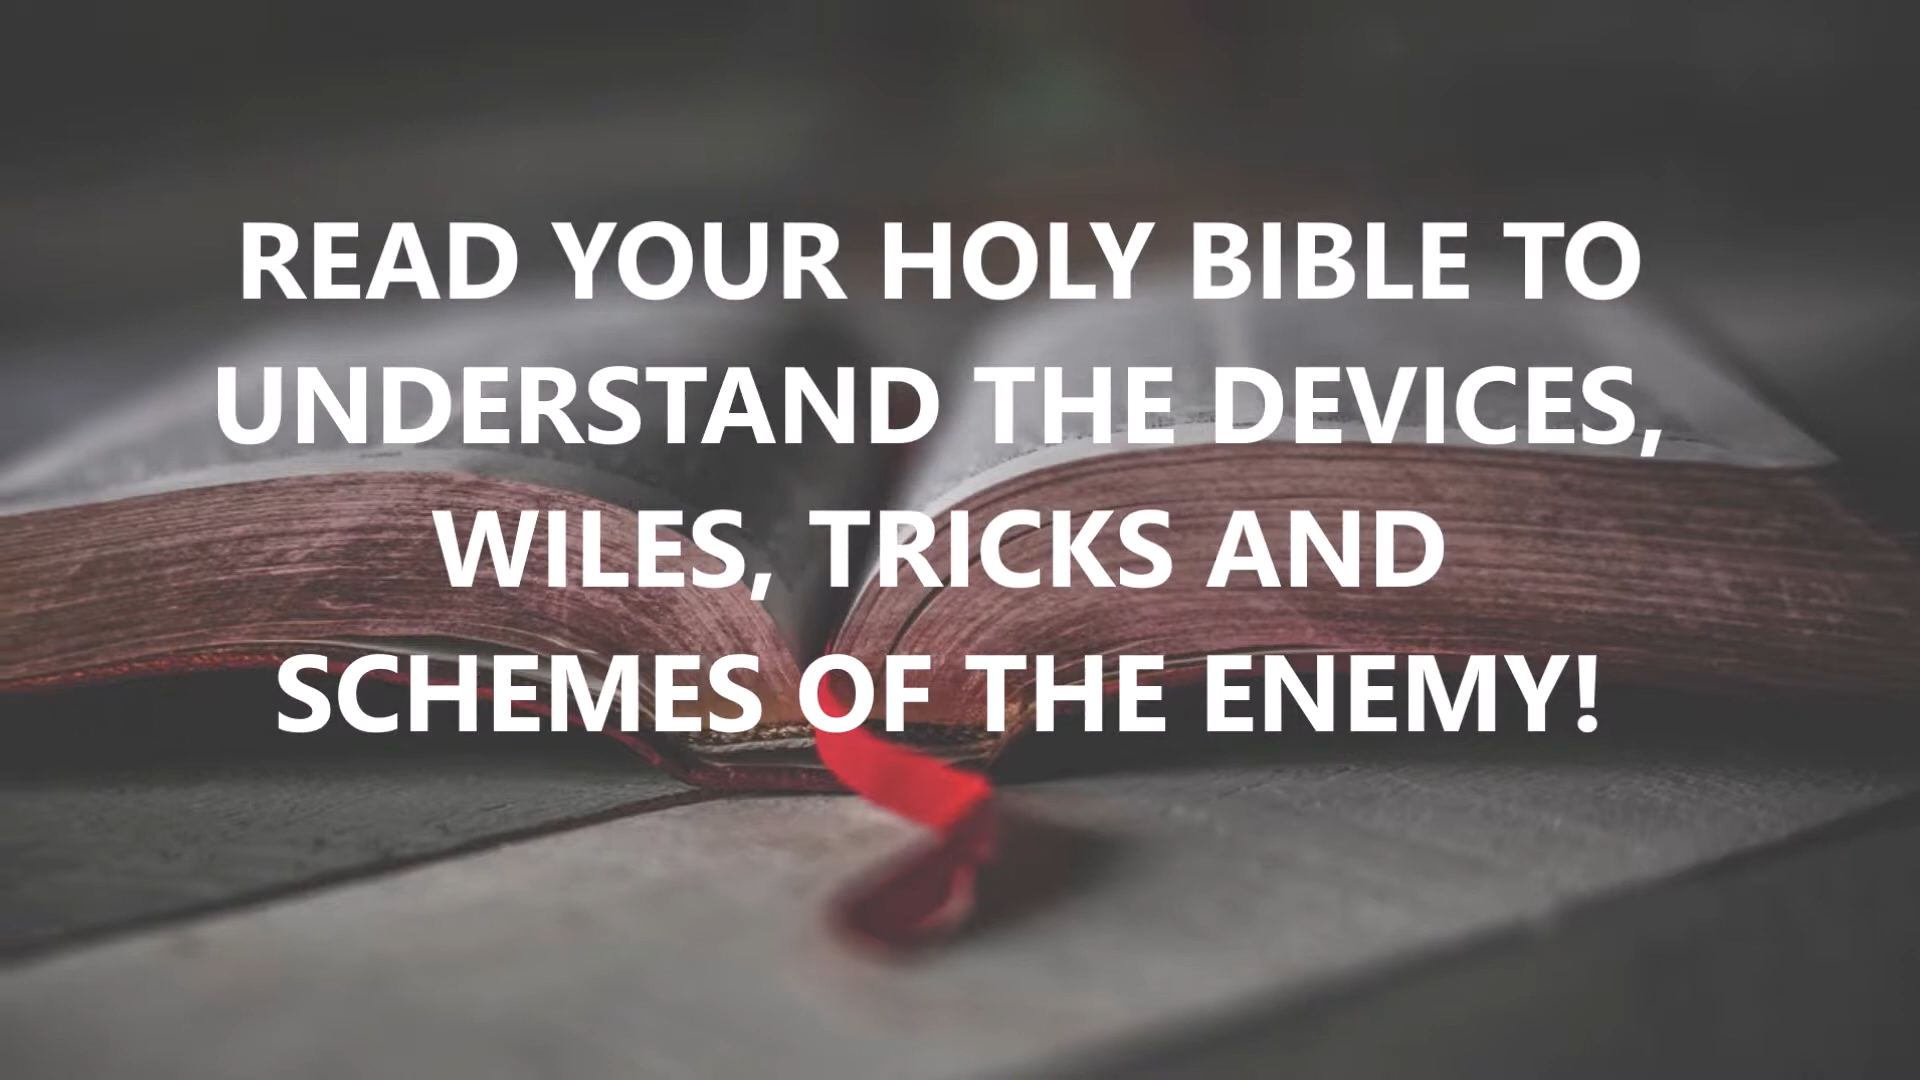 READ YOUR HOLY BIBLE TO
UNDERSTAND THE DEVICES,
WILES, TRICKS AND
SCHEMES OF THE ENEMY!